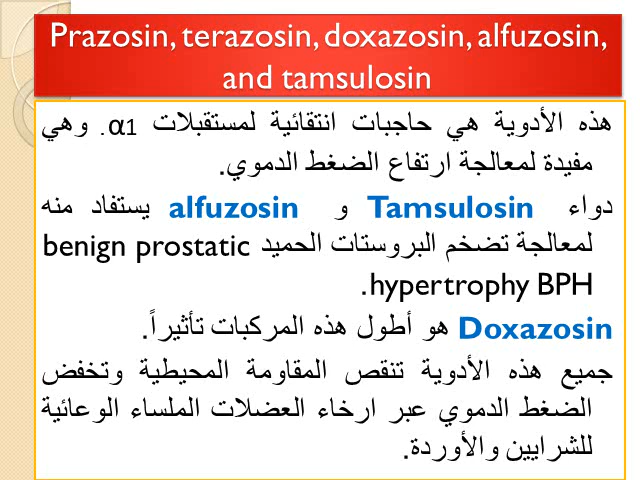 Prazosin, terazosin, doxazosin, alfuzosin,
and tamsulosin
هذه الأدوية هي حاجبات انتقائية لمستقبلات α1. وهي
مفيدة لمعالجة ارتفاع الضغط الدموي.
دواء Tamsulosin و alfuzosin يستفاد منه
لمعالجة تضخم البروستات الحميد benign prostatic
hypertrophy BPH.
Doxazosin هو أطول هذه المركبات تأثيراً.
جميع هذه الأدوية تنقص المقاومة المحيطية وتخفض
الضغط الدموي عبر ارخاء العضلات الملساء الوعائية
للشرايين والأوردة.